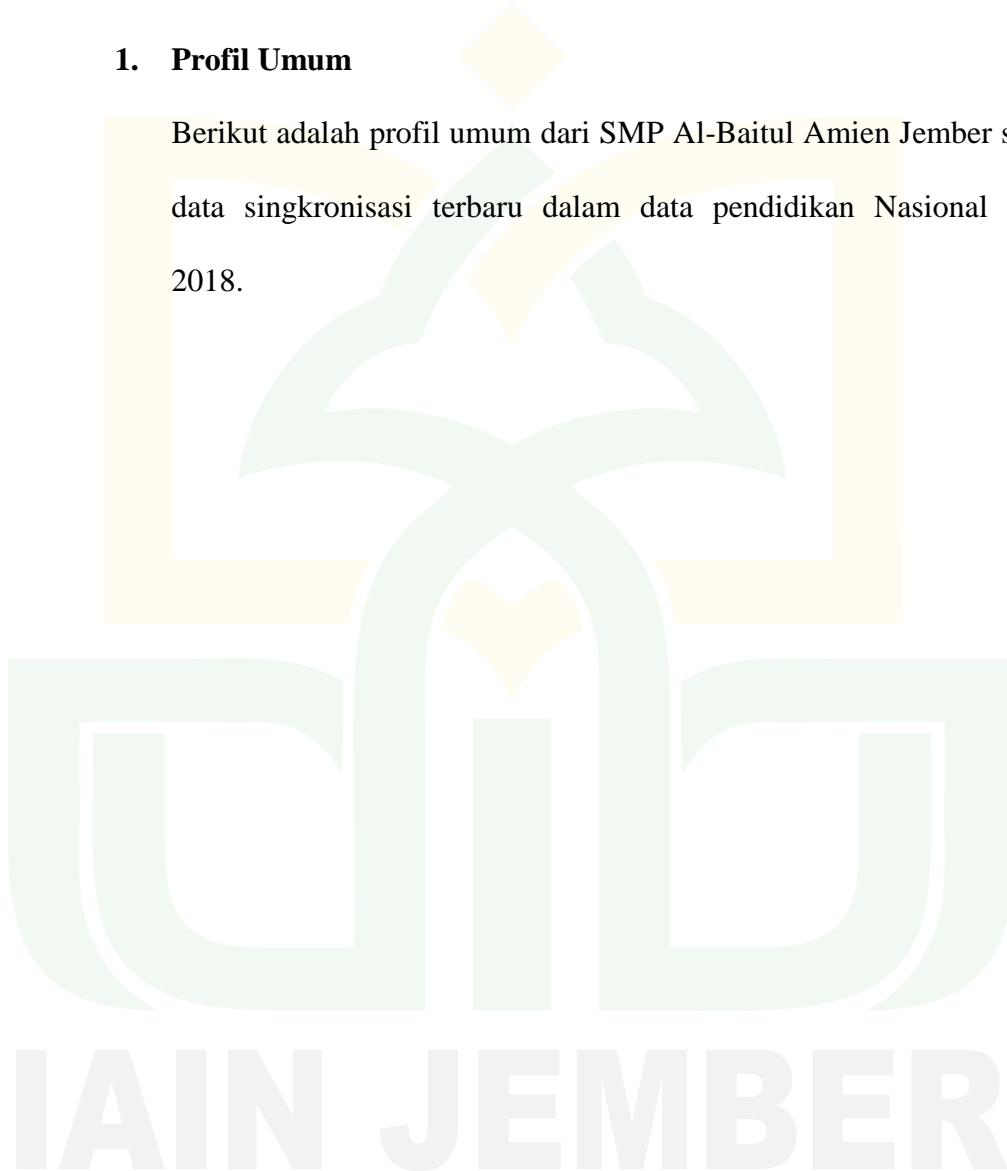 1. Profil Umum
Berikut adalah profil umum dari SMP Al-Baitul Amien Jember
data singkronisasi terbaru dalam data pendidikan Nasional
2018.
IAIN JEMBER